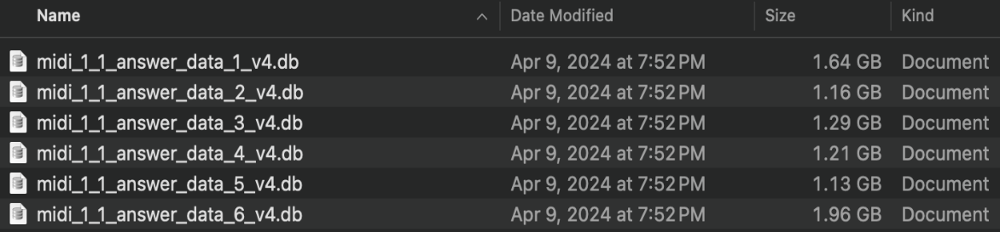 Name Date Modified Size Kind
midi_1_1_answer_data_1_v4.db Apr 9, 2024 at 7:52 PM 1.64 GB Document
midi_1_1_answer_data_2_v4.db Apr 9, 2024 at 7:52 PM 1.16 GB Document
midi_1_1_answer_data_3_v4.db Apr 9, 2024 at 7:52 PM 1.29 GB Document
midi_1_1_answer_data_4_v4.db Apr 9, 2024 at 7:52 PM 1.21 GB Document
midi_1_1_answer_data_5_v4.db Apr 9, 2024 at 7:52 PM 1.13 GB Document
midi_1_1_answer_data_6_v4.db Apr 9, 2024 at 7:52 PM 1.96 GB Document